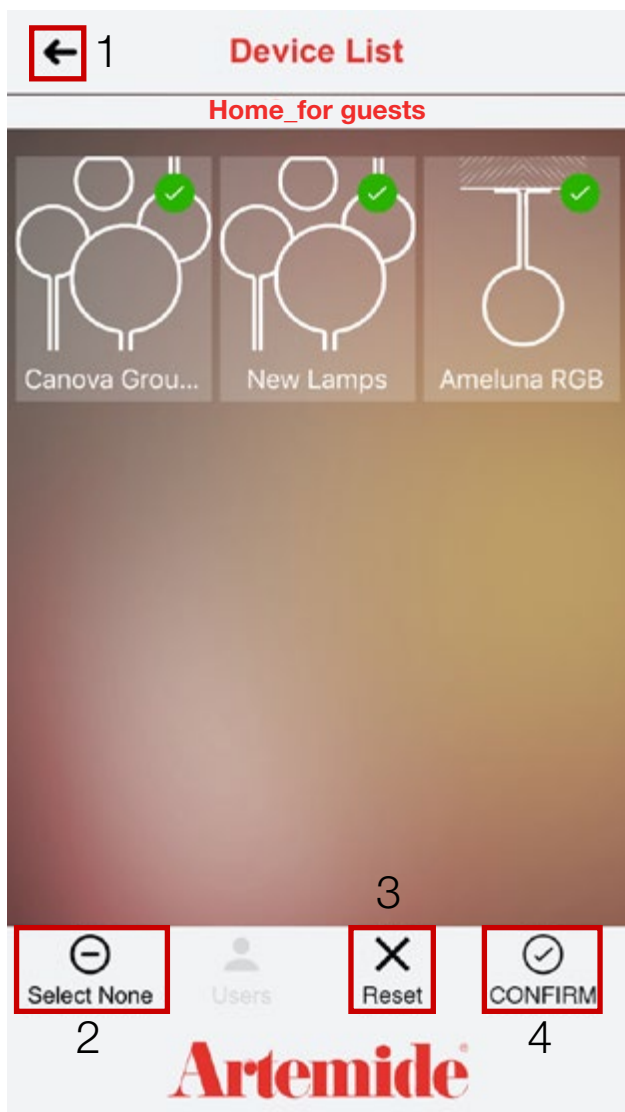 1 Device List
Home_for guests
Canova Grou... New Lamps Ameluna RGB
3
Select None Users Reset CONFIRM
2 4
Artemide®